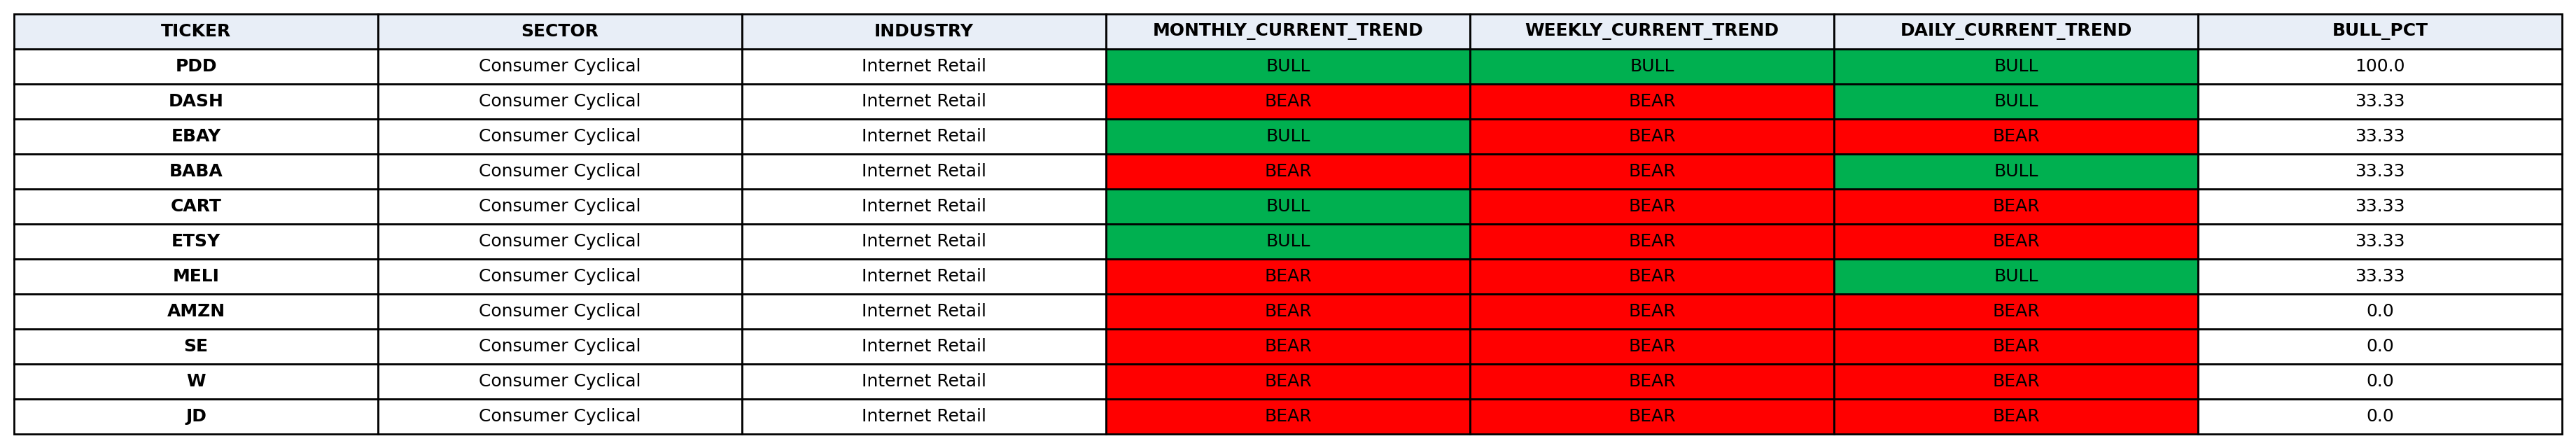 TICKER SECTOR INDUSTRY MONTHLY_CURRENT_TREND WEEKLY_CURRENT_TREND DAILY_CURRENT_TREND BULL_PCT
PDD Consumer Cyclical Internet Retail BULL BULL BULL 100.0
DASH Consumer Cyclical Internet Retail BEAR BEAR BULL 33.33
EBAY Consumer Cyclical Internet Retail BULL BEAR BEAR 33.33
BABA Consumer Cyclical Internet Retail BEAR BEAR BULL 33.33
CART Consumer Cyclical Internet Retail BULL BEAR BEAR 33.33
ETSY Consumer Cyclical Internet Retail BULL BEAR BEAR 33.33
MELI Consumer Cyclical Internet Retail BEAR BEAR BULL 33.33
AMZN Consumer Cyclical Internet Retail BEAR BEAR BEAR 0.0
SE Consumer Cyclical Internet Retail BEAR BEAR BEAR 0.0
W Consumer Cyclical Internet Retail BEAR BEAR BEAR 0.0
JD Consumer Cyclical Internet Retail BEAR BEAR BEAR 0.0